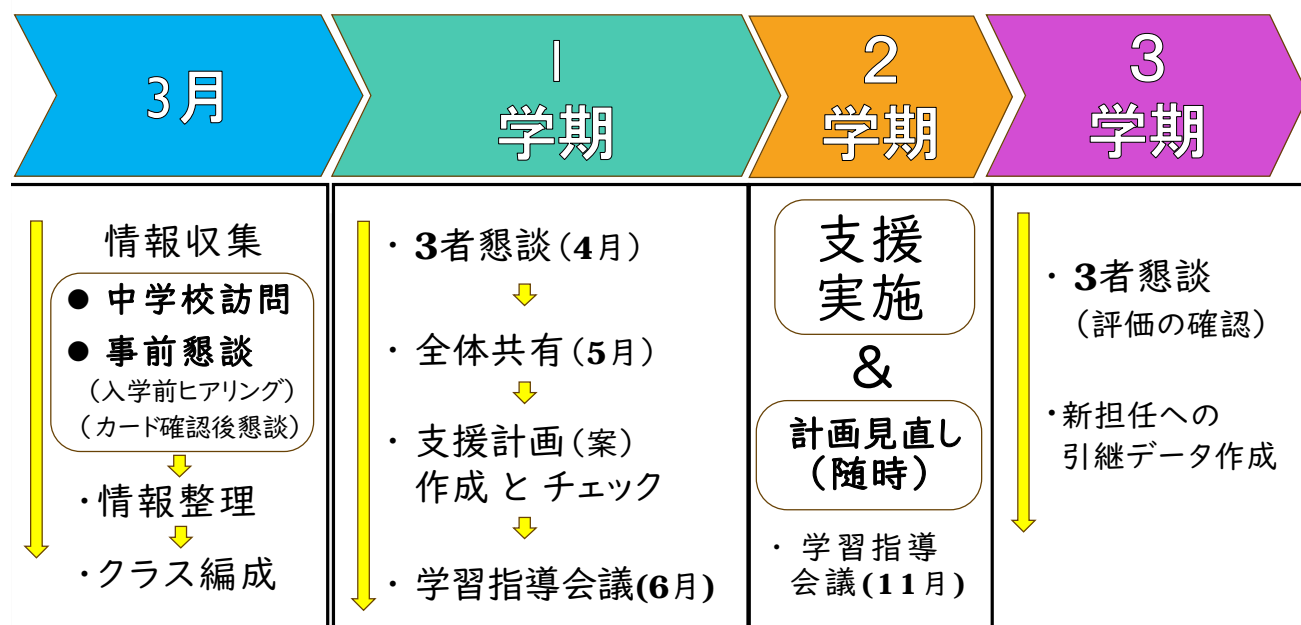 3月
1
学期
2
学期
3
学期
情報収集
● 中学校訪問
● 事前懇談
(入学前ヒアリング)
(カード確認後懇談)
・情報整理
・クラス編成
・3者懇談(4月)
・全体共有(5月)
・支援計画(案)
作成 と チェック
・学習指導会議(6月)
支援
実施
&
計画見直し
(随時)
・学習指導
会議(11月)
・3者懇談
(評価の確認)
・新担任への
引継データ作成